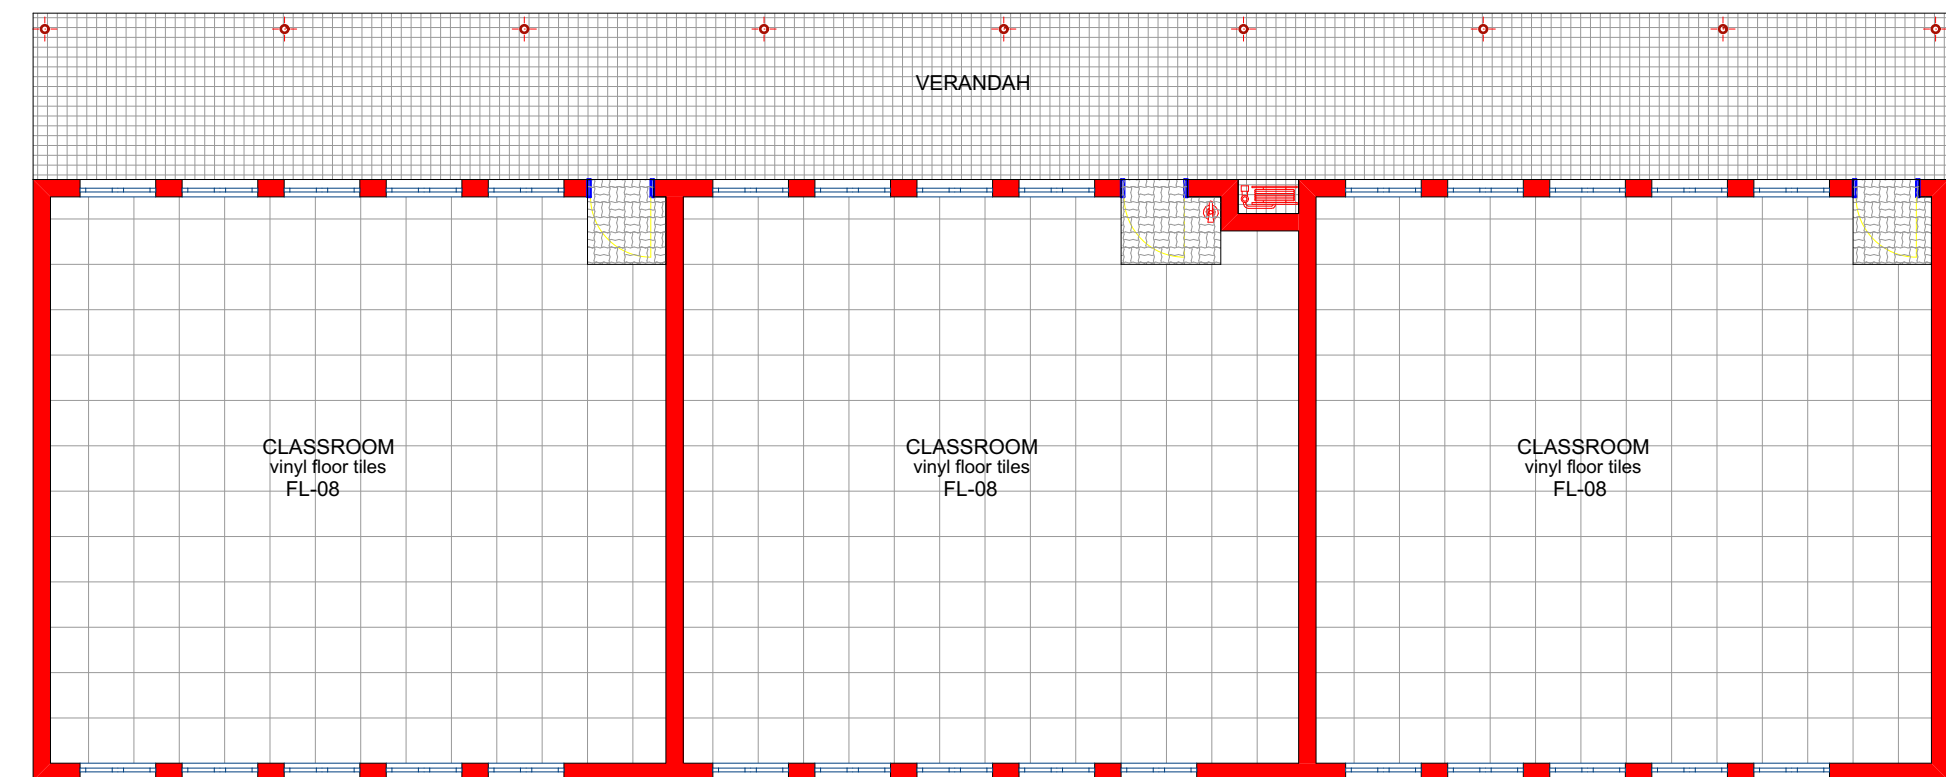 VERANDAH
CLASSROOM
vinyl floor tiles
FL-08
CLASSROOM
vinyl floor tiles
FL-08
CLASSROOM
vinyl floor tiles
FL-08